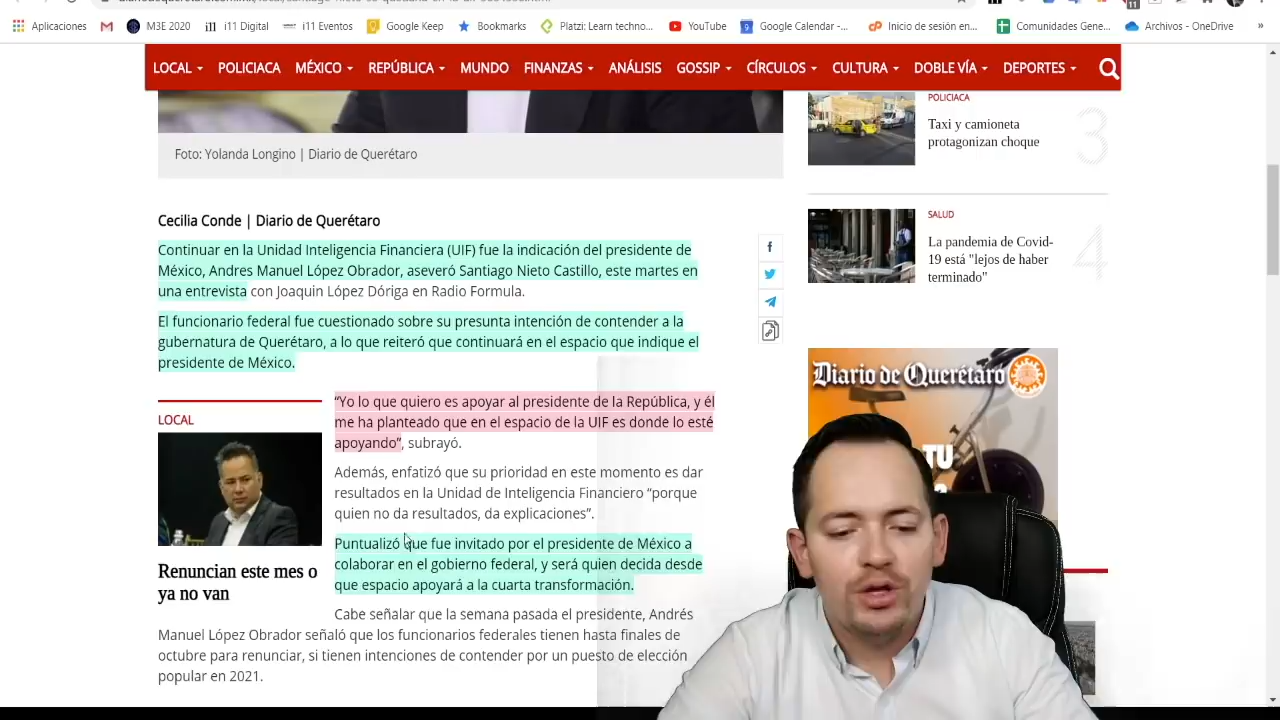 Aplicaciones
M3E 2020
i11 Digital
i11 Eventos
Google Keep
Bookmarks
Platzi: Learn techno...
YouTube
Google Calendar -...
Inicio de sesión en...
Comunidades Gene...
Archivos - OneDrive
»
LOCAL
POLICIACA
MÉXICO
REPÚBLICA
MUNDO
FINANZAS
ANÁLISIS
GOSSIP
CÍRCULOS
CULTURA
DOBLE VÍA
DEPORTES
Foto: Yolanda Longino | Diario de Querétaro
Cecilia Conde | Diario de Querétaro
Continuar en la Unidad Inteligencia Financiera (UIF) fue la indicación del presidente de
México, Andres Manuel López Obrador, aseveró Santiago Nieto Castillo, este martes en
una entrevista con Joaquin López Dóriga en Radio Formula.
El funcionario federal fue cuestionado sobre su presunta intención de contender a la
gubernatura de Querétaro, a lo que reiteró que continuará en el espacio que indique el
presidente de México.
LOCAL
Renuncian este mes o
ya no van
“Yo lo que quiero es apoyar al presidente de la República, y él
me ha planteado que en el espacio de la UIF es donde lo esté
apoyando”, subrayó.
Además, enfatizó que su prioridad en este momento es dar
resultados en la Unidad de Inteligencia Financiero “porque
quien no da resultados, da explicaciones”.
Puntualizó que fue invitado por el presidente de México a
colaborar en el gobierno federal, y será quien decida desde
que espacio apoyará a la cuarta transformación.
Cabe señalar que la semana pasada el presidente, Andrés
Manuel López Obrador señaló que los funcionarios federales tienen hasta finales de
octubre para renunciar, si tienen intenciones de contender por un puesto de elección
popular en 2021.
POLICIACA
Taxi y camioneta
protagonizan choque
3
SALUD
La pandemia de Covid-
19 está "lejos de haber
terminado"
4
Diario de Querétaro
TU